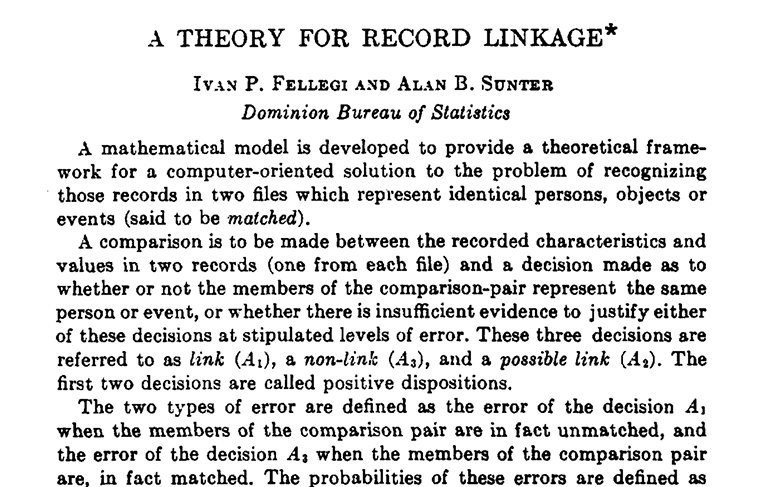 A THEORY FOR RECORD LINKAGE*
IVAN P. FELLEGI AND ALAN B. SUNTER
Dominion Bureau of Statistics
A mathematical model is developed to provide a theoretical frame-
work for a computer-oriented solution to the problem of recognizing
those records in two files which represent identical persons, objects or
events (said to be matched).
A comparison is to be made between the recorded characteristics and
values in two records (one from each file) and a decision made as to
whether or not the members of the comparison-pair represent the same
person or event, or whether there is insufficient evidence to justify either
of these decisions at stipulated levels of error. These three decisions are
referred to as link (A₁), a non-link (A₃), and a possible link (A₂). The
first two decisions are called positive dispositions.
The two types of error are defined as the error of the decision A₁
when the members of the comparison pair are in fact unmatched, and
the error of the decision A₃ when the members of the comparison pair
are, in fact matched. The probabilities of these errors are defined as